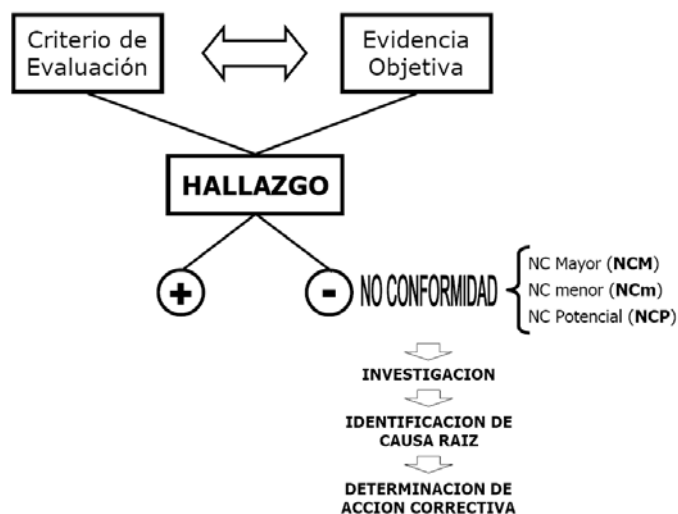 Criterio de
Evaluación
Evidencia
Objetiva
HALLAZGO
+
-
NO CONFORMIDAD
NC Mayor (NCM)
NC menor (NCm)
NC Potencial (NCP)
INVESTIGACION
IDENTIFICACION DE
CAUSA RAIZ
DETERMINACION DE
ACCION CORRECTIVA